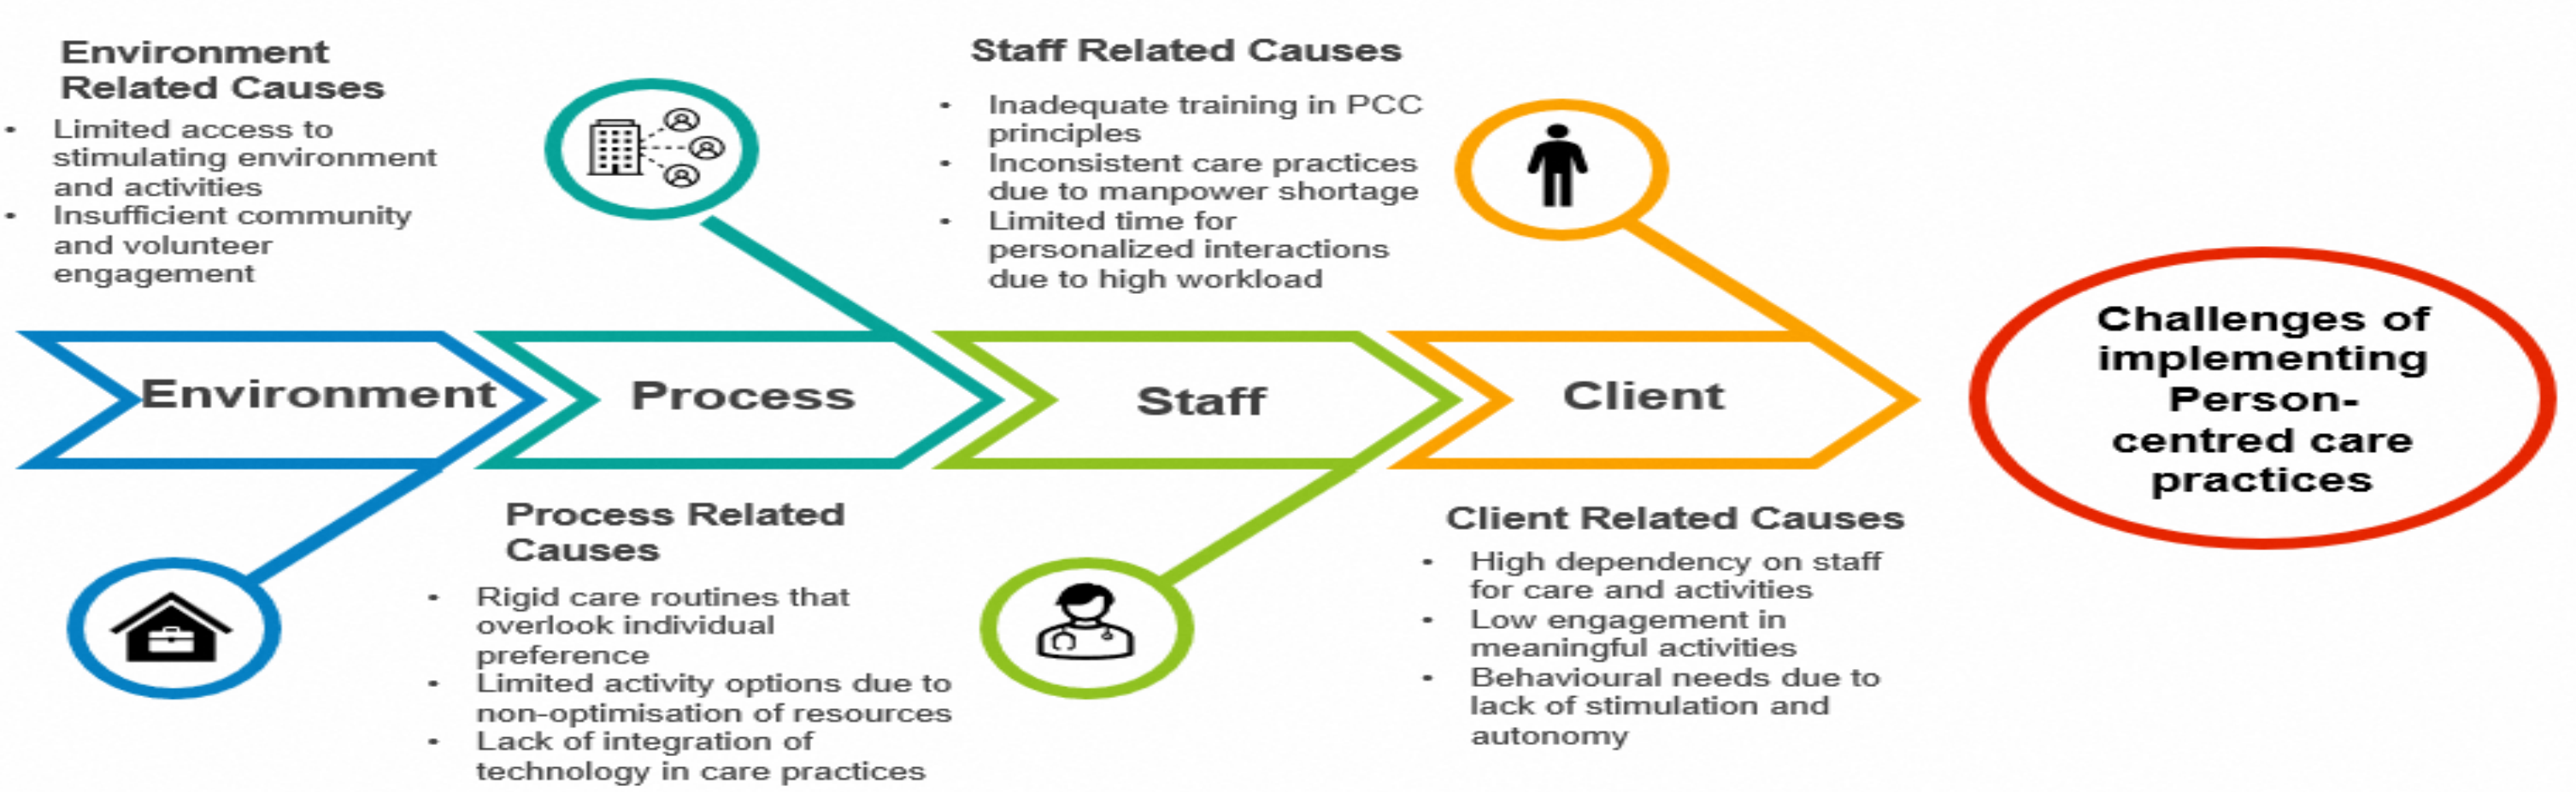 Environment
Related Causes
• Limited access to
stimulating environment
and activities
• Insufficient community
and volunteer
engagement
Staff Related Causes
• Inadequate training in PCC
principles
• Inconsistent care practices
due to manpower shortage
• Limited time for
personalized interactions
due to high workload
Environment
Process
Staff
Client
Challenges of
implementing
Person-
centred care
practices
Process Related
Causes
• Rigid care routines that
overlook individual
preference
• Limited activity options due to
non-optimisation of resources
• Lack of integration of
technology in care practices
Client Related Causes
• High dependency on staff
for care and activities
• Low engagement in
meaningful activities
• Behavioural needs due to
lack of stimulation and
autonomy